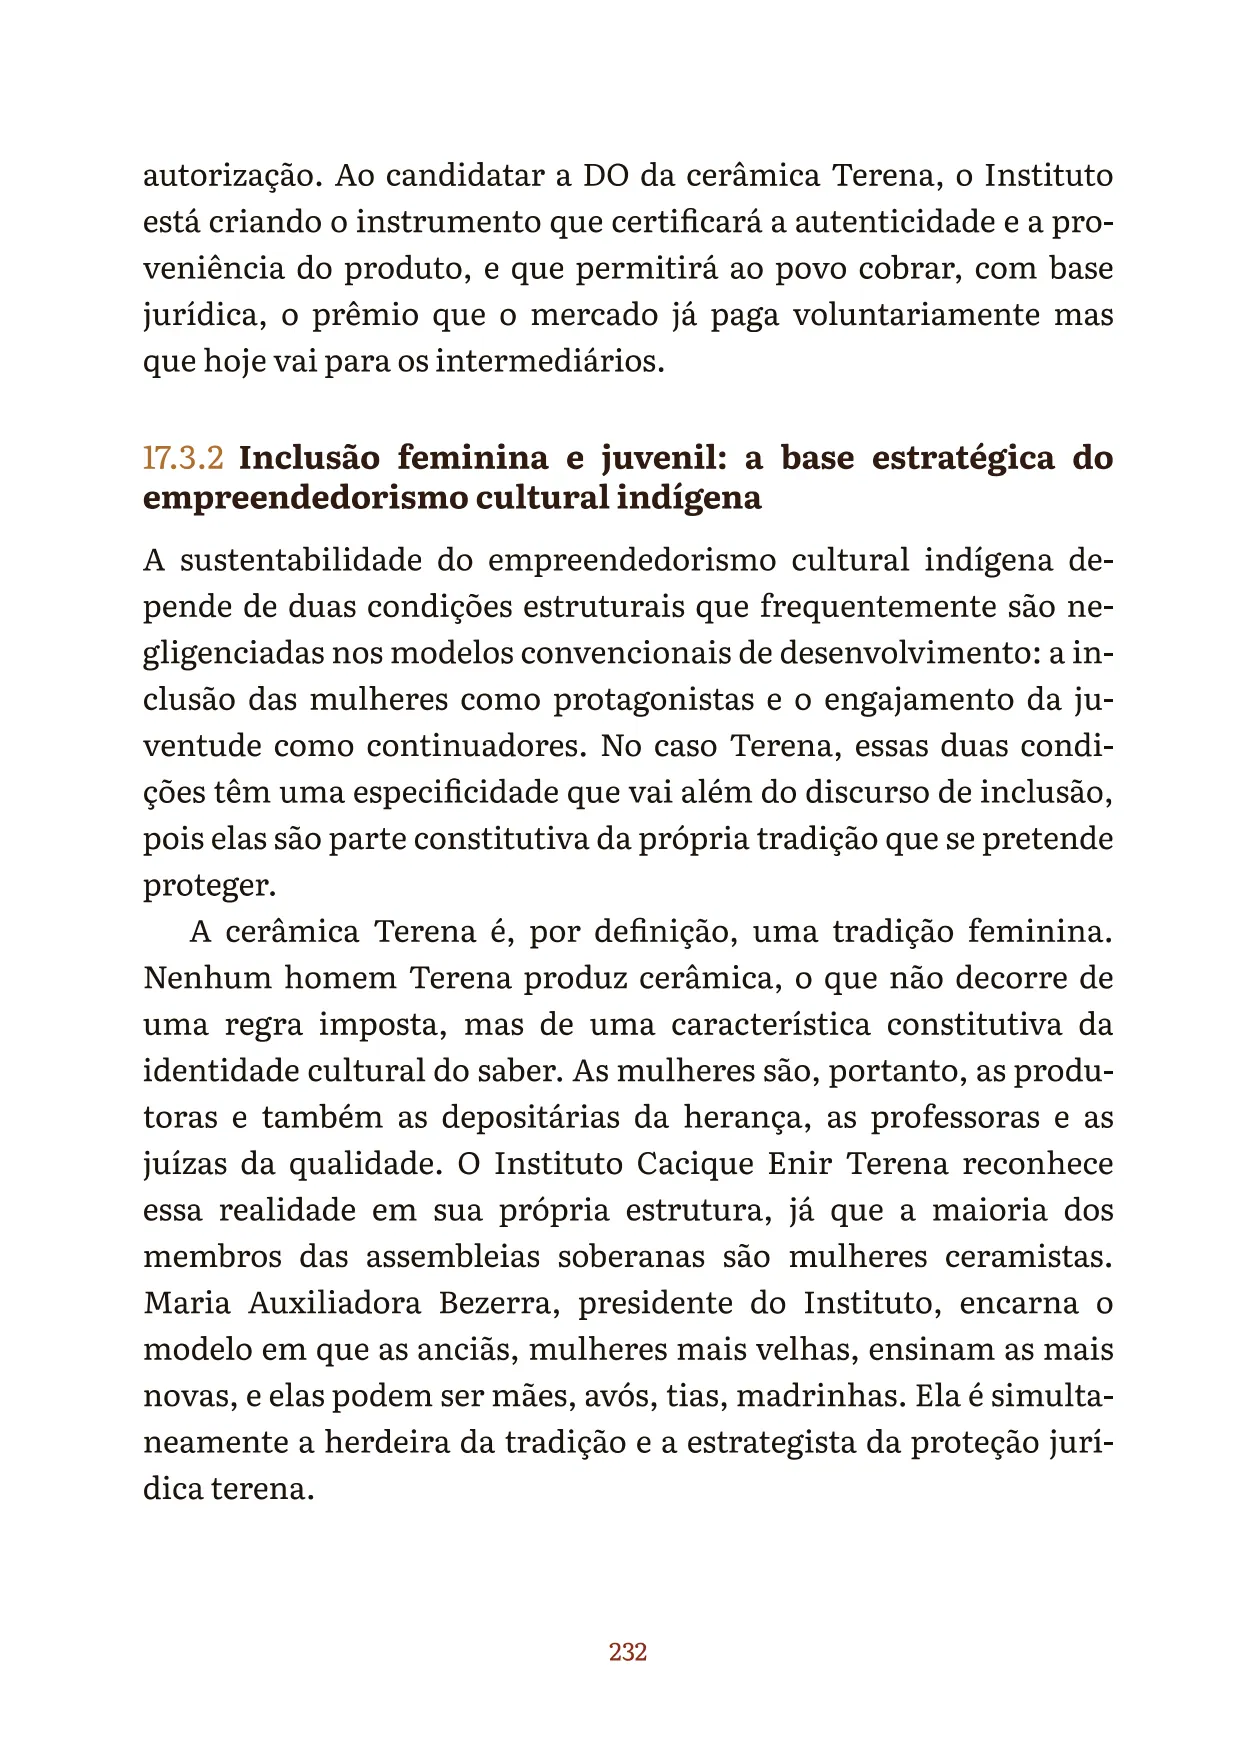 autorização. Ao candidatar a DO da cerâmica Terena, o Instituto
está criando o instrumento que certificará a autenticidade e a pro-
veniência do produto, e que permitirá ao povo cobrar, com base
jurídica, o prêmio que o mercado já paga voluntariamente mas
que hoje vai para os intermediários.
17.3.2 Inclusão feminina e juvenil: a base estratégica do
empreendedorismo cultural indígena
A sustentabilidade do empreendedorismo cultural indígena de-
pende de duas condições estruturais que frequentemente são ne-
gligenciadas nos modelos convencionais de desenvolvimento: a in-
clusão das mulheres como protagonistas e o engajamento da ju-
ventude como continuadores. No caso Terena, essas duas condi-
ções têm uma especificidade que vai além do discurso de inclusão,
pois elas são parte constitutiva da própria tradição que se pretende
proteger.
A cerâmica Terena é, por definição, uma tradição feminina.
Nenhum homem Terena produz cerâmica, o que não decorre de
uma regra imposta, mas de uma característica constitutiva da
identidade cultural do saber. As mulheres são, portanto, as produ-
toras e também as depositárias da herança, as professoras e as
juízas da qualidade. O Instituto Cacique Enir Terena reconhece
essa realidade em sua própria estrutura, já que a maioria dos
membros das assembleias soberanas são mulheres ceramistas.
Maria Auxiliadora Bezerra, presidente do Instituto, encarna o
modelo em que as anciãs, mulheres mais velhas, ensinam as mais
novas, e elas podem ser mães, avós, tias, madrinhas. Ela é simulta-
neamente a herdeira da tradição e a estrategista da proteção jurí-
dica terena.
232